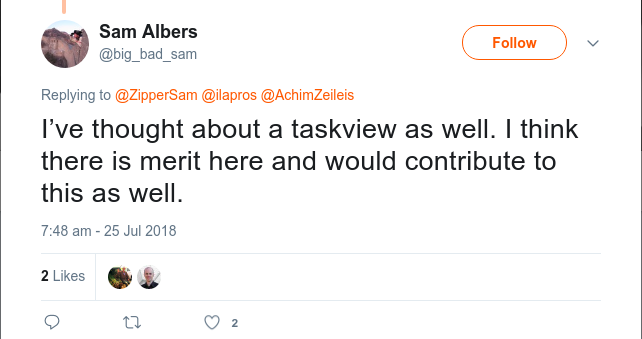 Sam Albers
@big_bad_sam
Follow
Replying to @ZipperSam @ilapros @AchimZeileis
I’ve thought about a taskview as well. I think
there is merit here and would contribute to
this as well.
7:48 am - 25 Jul 2018
2 Likes
2